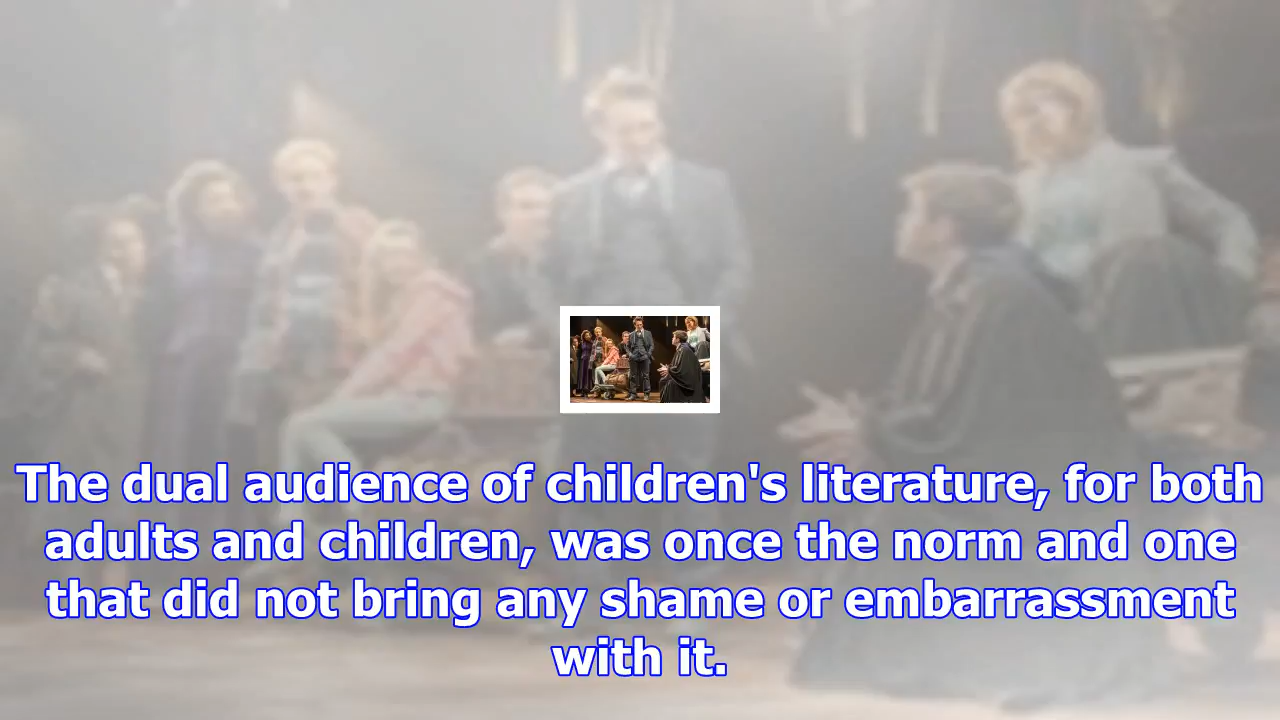 The dual audience of children's literature, for both
adults and children, was once the norm and one
that did not bring any shame or embarrassment
with it.